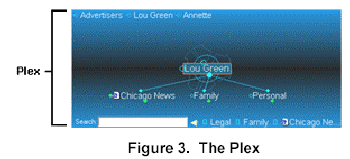 Advertisers Lou Green Annette
Plex
Lou Green
Chicago News Family Personal
Search: Legal Family Chicago Ne...
Figure 3. The Plex